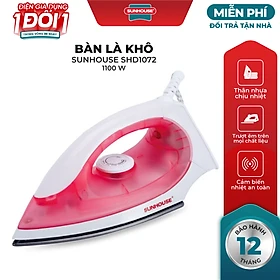 ĐIỆN GIA DỤNG
1 ĐỔI 1
SUNHOUSE®
MIỄN PHÍ
ĐỔI TRẢ TẬN NHÀ
BÀN LÀ KHÔ
SUNHOUSE SHD1072
1100 W
Thân nhựa
chịu nhiệt
Trượt êm trên
mọi chất liệu
Cảm biến
nhiệt an toàn
SUNHOUSE
BẢO HÀNH
12
THÁNG